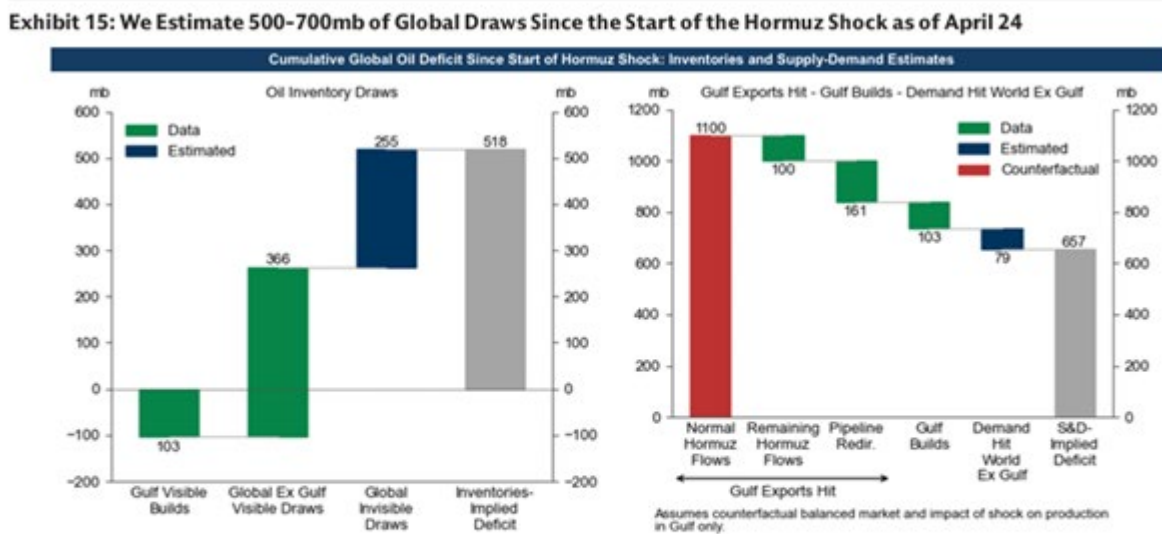 Exhibit 15: We Estimate 500-700mb of Global Draws Since the Start of the Hormuz Shock as of April 24
Cumulative Global Oil Deficit Since Start of Hormuz Shock: Inventories and Supply-Demand Estimates
mb Oil Inventory Draws mb
600 600
500 500
400 400
300 300
200 200
100 100
0 0
−100 −100
−200 −200
Data
Estimated
103
366
255
518
Gulf Visible Builds
Global Ex Gulf Visible Draws
Global Invisible Draws
Inventories-Implied Deficit
mb Gulf Exports Hit - Gulf Builds - Demand Hit World Ex Gulf mb
1200 1200
1000 1000
800 800
600 600
400 400
200 200
0 0
Data
Estimated
Counterfactual
1100
100
161
103
79
657
Normal Hormuz Flows
Remaining Hormuz Flows
Pipeline Redir.
Gulf Builds
Demand Hit World Ex Gulf
S&D-Implied Deficit
Gulf Exports Hit
Assumes counterfactual balanced market and impact of shock on production
in Gulf only.